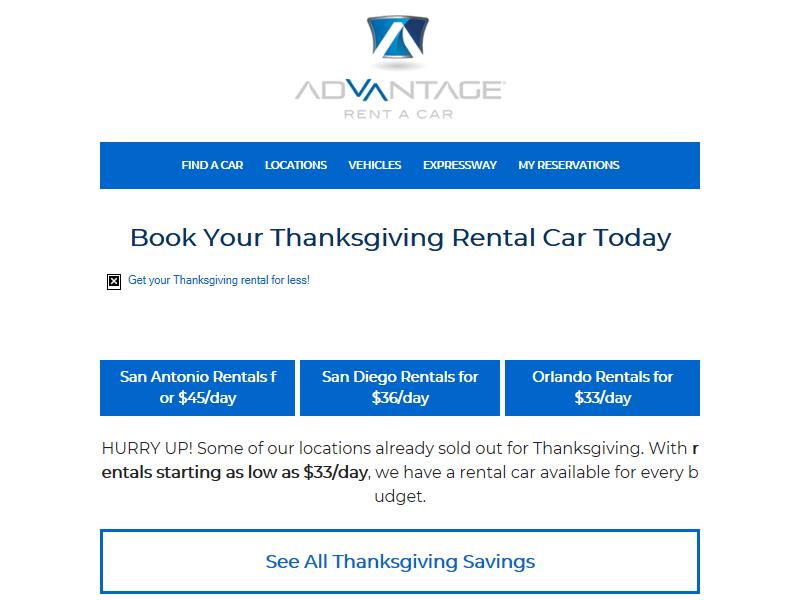 ADVANTAGE
RENT A CAR
FIND A CAR LOCATIONS VEHICLES EXPRESSWAY MY RESERVATIONS
Book Your Thanksgiving Rental Car Today
Get your Thanksgiving rental for less!
San Antonio Rentals f
or $45/day
San Diego Rentals for
$36/day
Orlando Rentals for
$33/day
HURRY UP! Some of our locations already sold out for Thanksgiving. With r
entals starting as low as $33/day, we have a rental car available for every b
udget.
See All Thanksgiving Savings